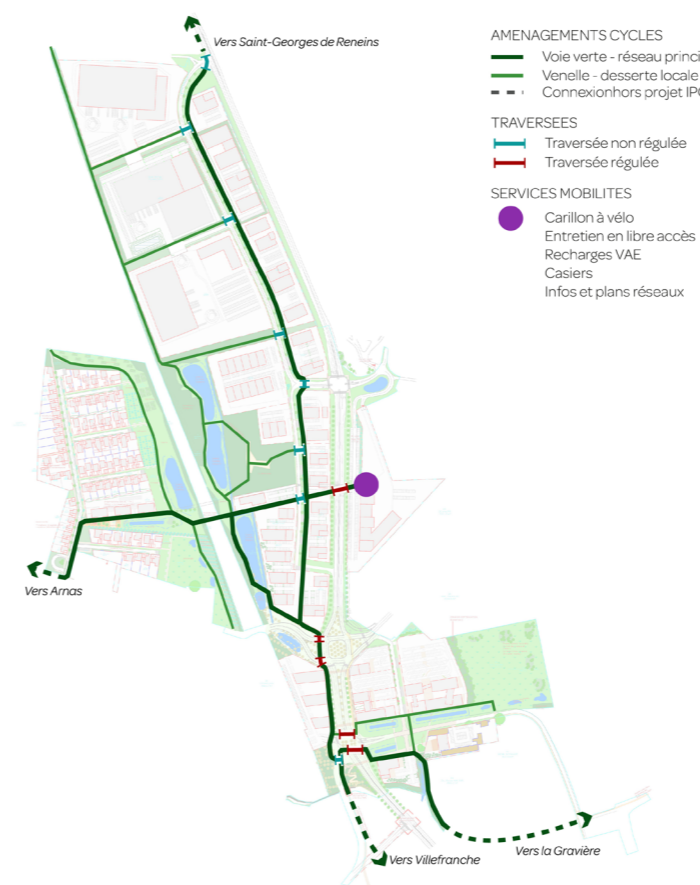 Vers Saint-Georges de Reneins
AMENAGEMENTS CYCLES
Voie verte - réseau princi
Venelle - desserte locale
Connexionhors projet IP
TRAVERSEES
Traversée non régulée
Traversée régulée
SERVICES MOBILITES
Carillon à vélo
Entretien en libre accès
Recharges VAE
Casiers
Infos et plans réseaux
Vers Arnas
Vers la Gravière
Vers Villefranche